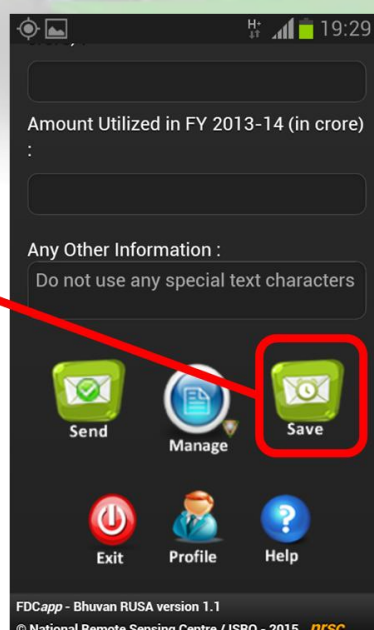 H+ 19:29
Amount Utilized in FY 2013-14 (in crore)
:
Any Other Information :
Do not use any special text characters
Send
Manage
Save
Exit
Profile
Help
FDCapp - Bhuvan RUSA version 1.1
© National Remote Sensing Centre / ISRO - 2015 nrsc